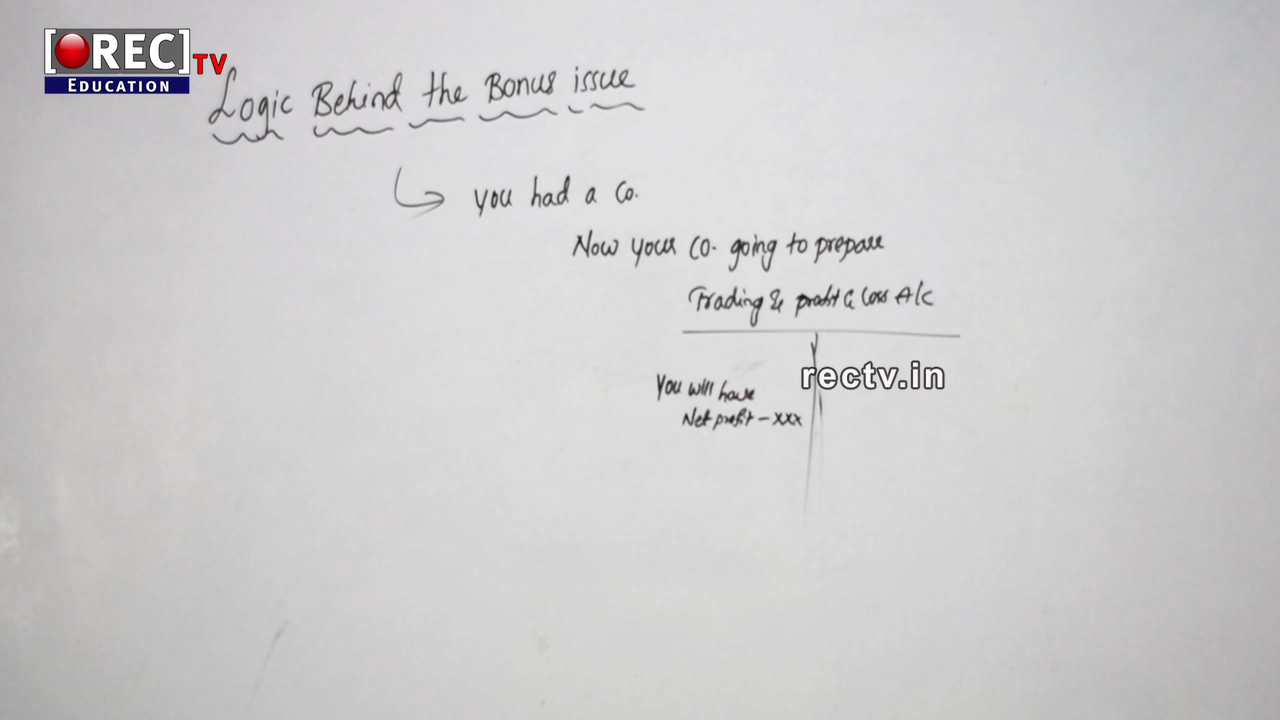 [REC] TV
EDUCATION
Logic Behind the Bonus issue
you had a Co.
Now your Co. going to prepare
Trading & profit & Loss A/c
rectv.in
You will have
Net profit - xxx